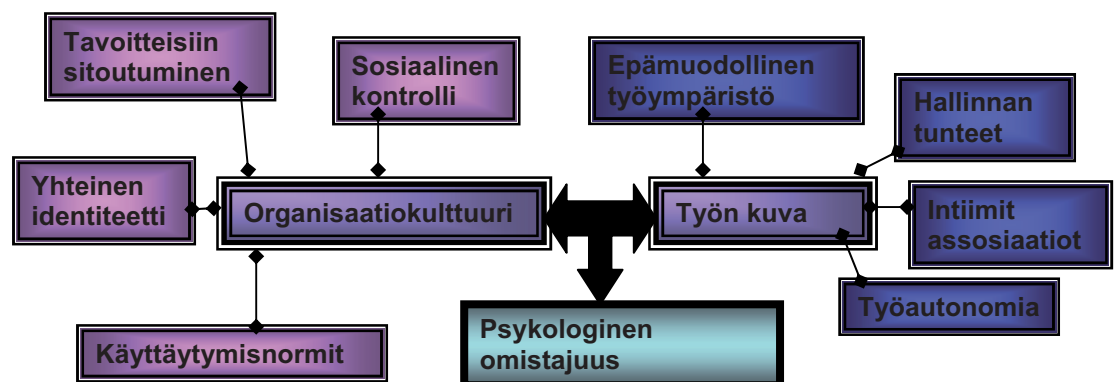 Tavoitteisiin
sitoutuminen
Sosiaalinen
kontrolli
Epämuodollinen
työympäristö
Hallinnan
tunteet
Yhteinen
identiteetti
Organisaatiokulttuuri
Työn kuva
Intiimit
assosiaatiot
Työautonomia
Käyttäytymisnormit
Psykologinen
omistajuus